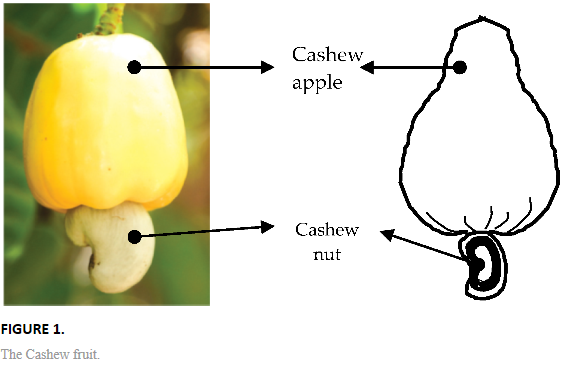 Cashew
apple
Cashew
nut
FIGURE 1.
The Cashew fruit.